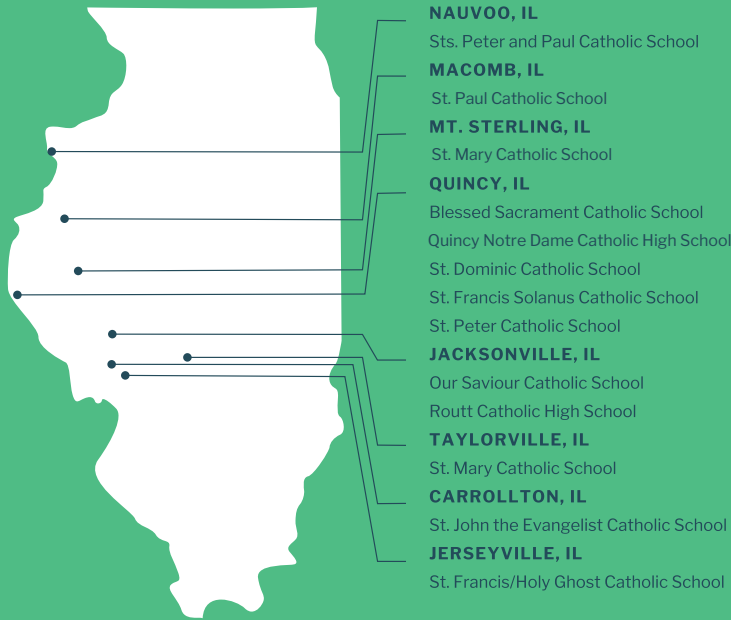 NAUVOO, IL
Sts. Peter and Paul Catholic School
MACOMB, IL
St. Paul Catholic School
MT. STERLING, IL
St. Mary Catholic School
QUINCY, IL
Blessed Sacrament Catholic School
Quincy Notre Dame Catholic High School
St. Dominic Catholic School
St. Francis Solanus Catholic School
St. Peter Catholic School
JACKSONVILLE, IL
Our Saviour Catholic School
Routt Catholic High School
TAYLORVILLE, IL
St. Mary Catholic School
CARROLLTON, IL
St. John the Evangelist Catholic School
JERSEYVILLE, IL
St. Francis/Holy Ghost Catholic School